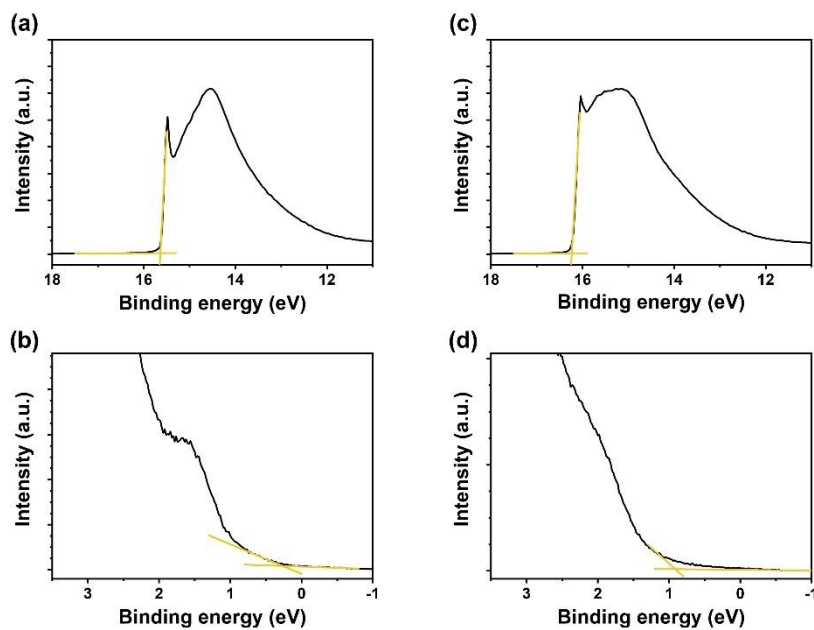 (a)
Intensity (a.u.)
18 16 14 12
Binding energy (eV)
(c)
Intensity (a.u.)
18 16 14 12
Binding energy (eV)
(b)
Intensity (a.u.)
3 2 1 0 -1
Binding energy (eV)
(d)
Intensity (a.u.)
3 2 1 0 -1
Binding energy (eV)